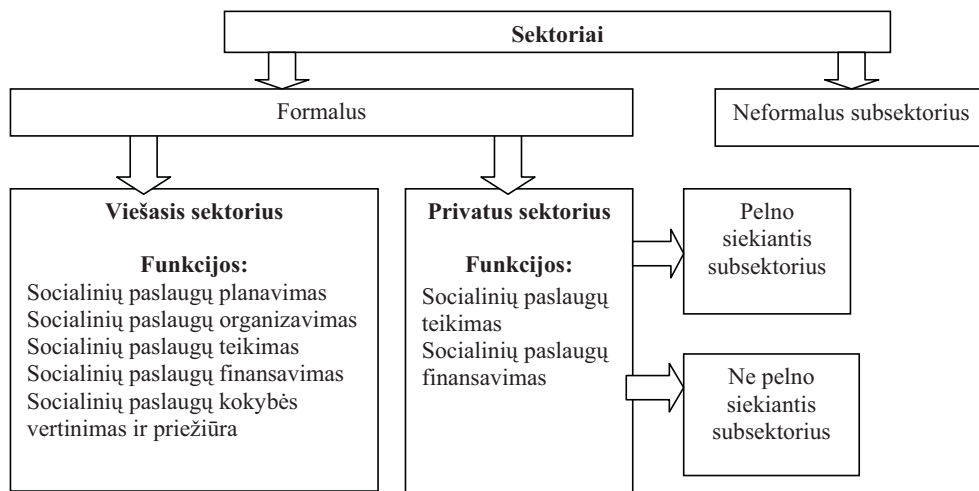 Sektoriai
Formalus
Neformalus subsektorius
Viešasis sektorius
Funkcijos:
Socialinių paslaugų planavimas
Socialinių paslaugų organizavimas
Socialinių paslaugų teikimas
Socialinių paslaugų finansavimas
Socialinių paslaugų kokybės
vertinimas ir priežiūra
Privatus sektorius
Funkcijos:
Socialinių paslaugų
teikimas
Socialinių paslaugų
finansavimas
Pelno
siekiantis
subsektorius
Ne pelno
siekiantis
subsektorius